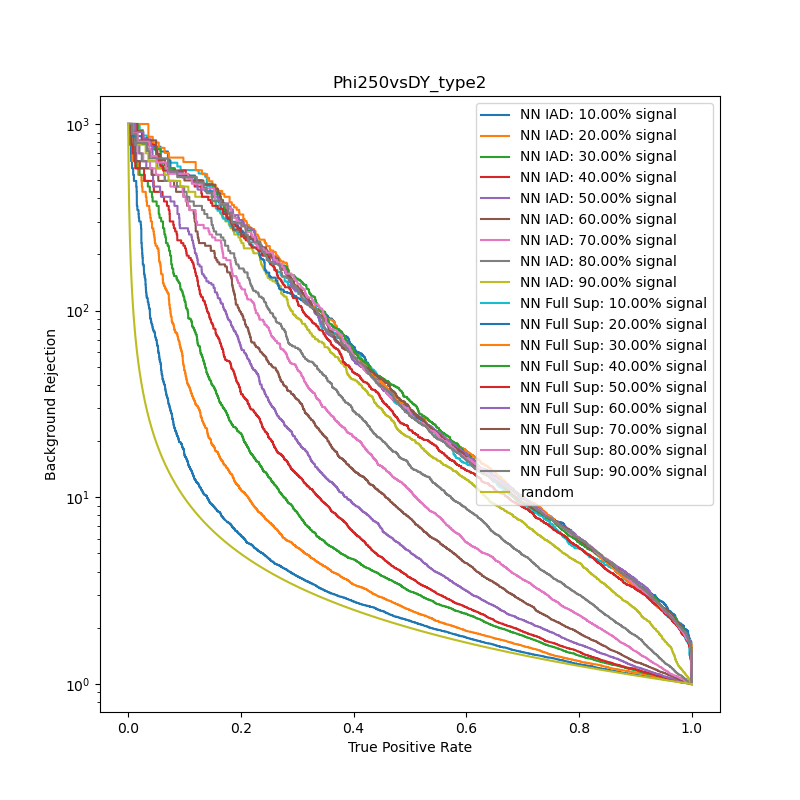 Phi250vsDY_type2
NN IAD: 10.00% signal
NN IAD: 20.00% signal
NN IAD: 30.00% signal
NN IAD: 40.00% signal
NN IAD: 50.00% signal
NN IAD: 60.00% signal
NN IAD: 70.00% signal
NN IAD: 80.00% signal
NN IAD: 90.00% signal
NN Full Sup: 10.00% signal
NN Full Sup: 20.00% signal
NN Full Sup: 30.00% signal
NN Full Sup: 40.00% signal
NN Full Sup: 50.00% signal
NN Full Sup: 60.00% signal
NN Full Sup: 70.00% signal
NN Full Sup: 80.00% signal
NN Full Sup: 90.00% signal
random
Background Rejection
10³
10²
10¹
10⁰
0.0 0.2 0.4 0.6 0.8 1.0
True Positive Rate